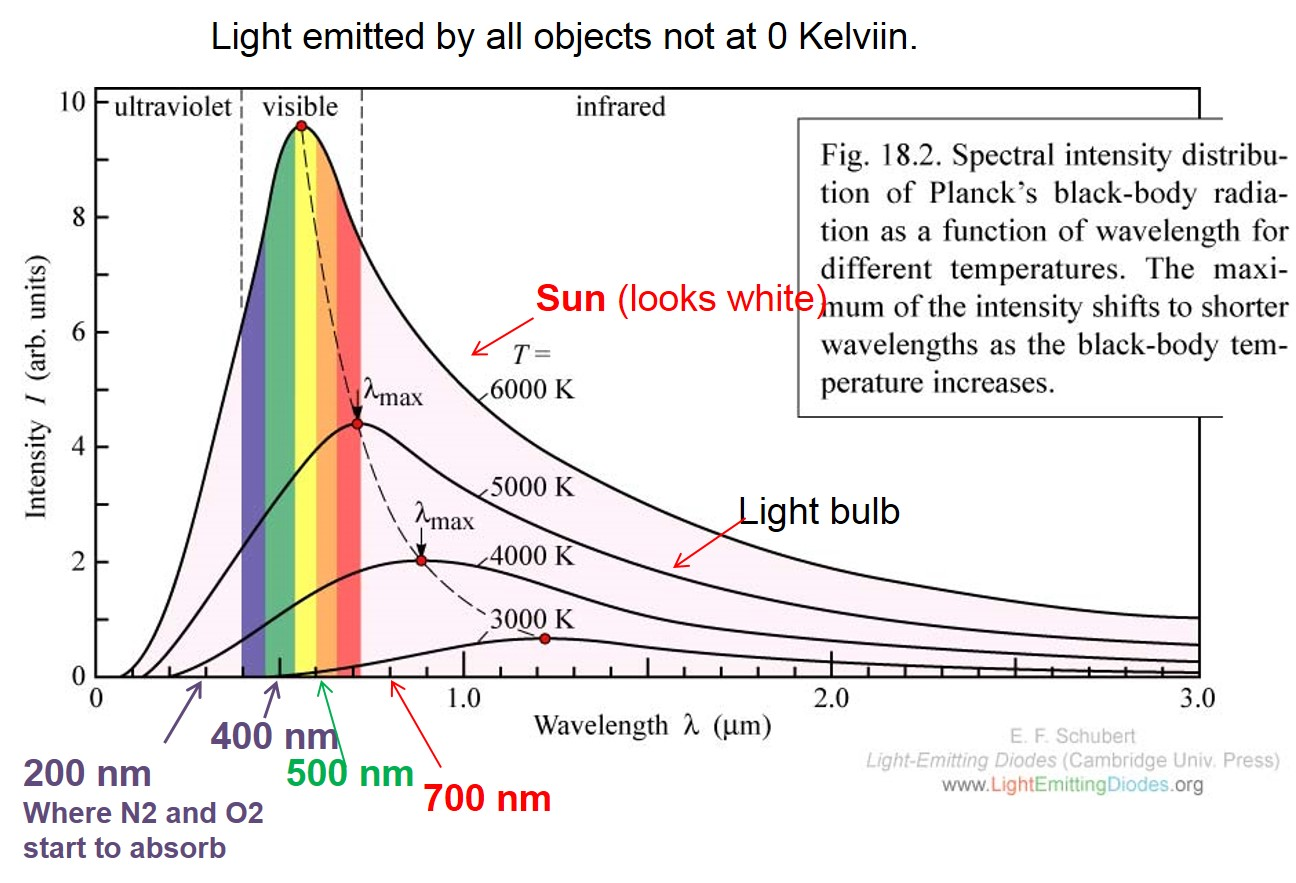 Light emitted by all objects not at 0 Kelviin.
10
ultraviolet
visible
infrared
Fig. 18.2. Spectral intensity distribu-
tion of Planck's black-body radia-
tion as a function of wavelength for
different temperatures. The maxi-
mum of the intensity shifts to shorter
wavelengths as the black-body tem-
perature increases.
8
Sun (looks white)
6
T =
6000 K
λmax
4
5000 K
Light bulb
λmax
4000 K
2
3000 K
0
Intensity I (arb. units)
0
1.0
2.0
3.0
Wavelength λ (μm)
400 nm
200 nm
500 nm
700 nm
Where N2 and O2
start to absorb
E. F. Schubert
Light-Emitting Diodes (Cambridge Univ. Press)
www.LightEmittingDiodes.org